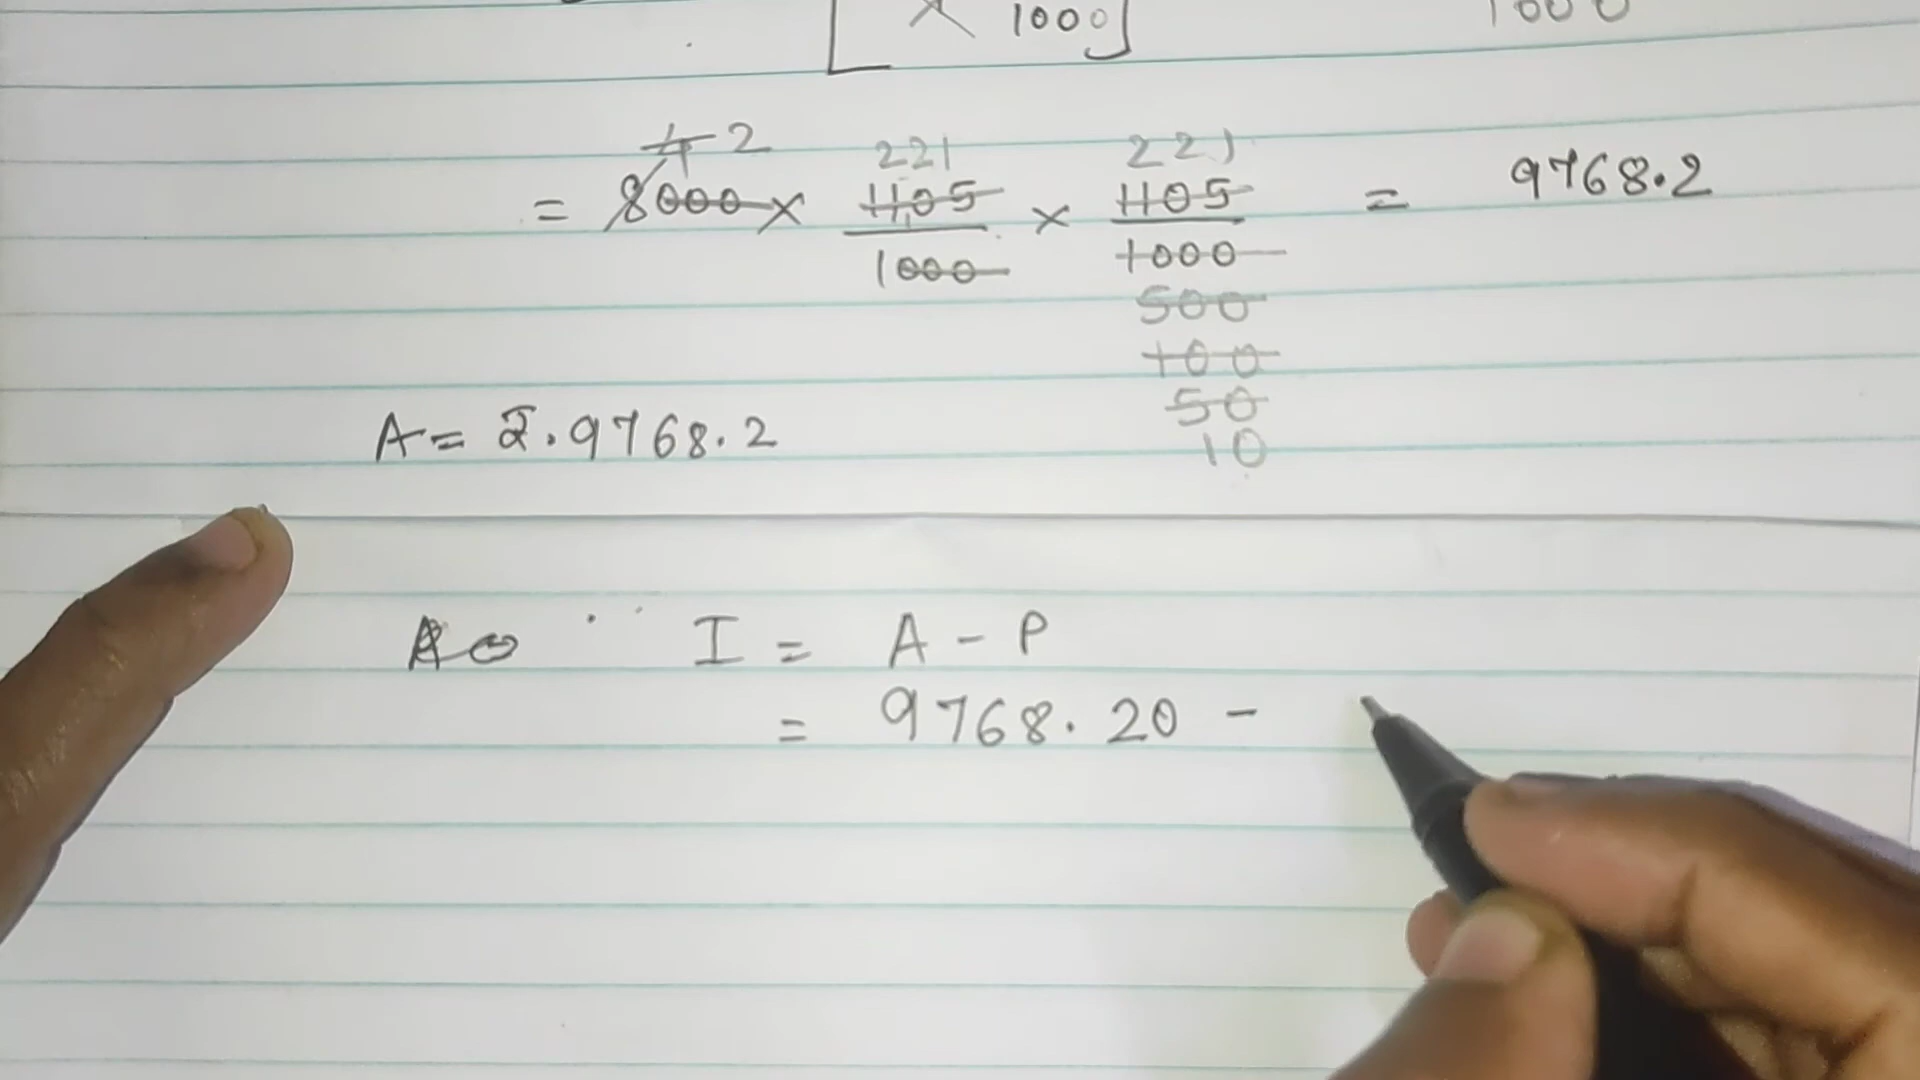 1000] 1000
4 2 221 221
= 8000 × 1105/1000 × 1105/1000 = 9768.2
500
100
50
10
A = ₹. 9768.2
I = A - P
= 9768.20 -